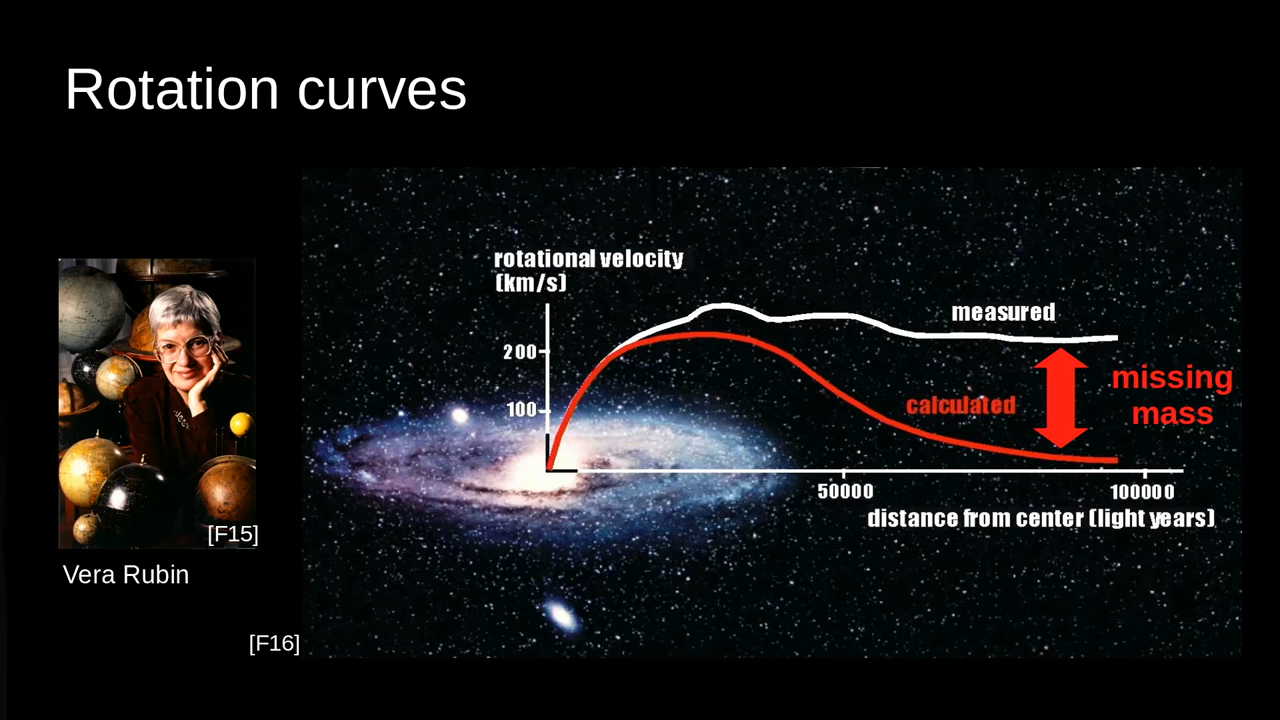 Rotation curves
rotational velocity
(km/s)
200
100
measured
calculated
missing
mass
50000
100000
distance from center (light years)
[F15]
Vera Rubin
[F16]